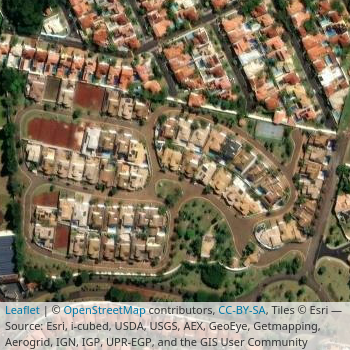 Leaflet | © OpenStreetMap contributors, CC-BY-SA, Tiles © Esri —
Source: Esri, i-cubed, USDA, USGS, AEX, GeoEye, Getmapping,
Aerogrid, IGN, IGP, UPR-EGP, and the GIS User Community